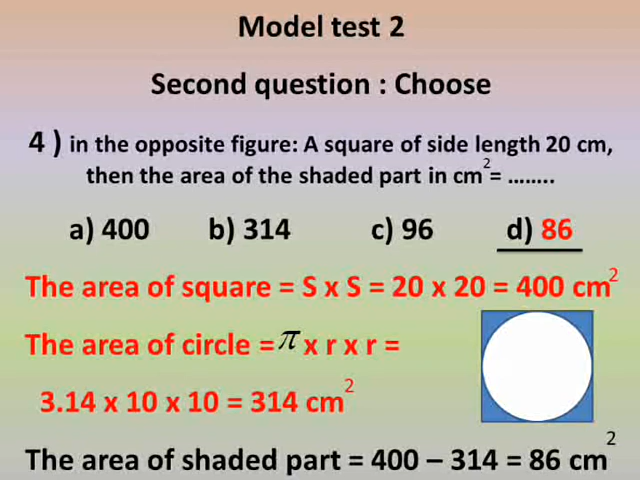 Model test 2
Second question : Choose
4 ) in the opposite figure: A square of side length 20 cm,
then the area of the shaded part in cm²= ........
a) 400 b) 314 c) 96 d) 86
The area of square = S x S = 20 x 20 = 400 cm²
The area of circle = π x r x r =
3.14 x 10 x 10 = 314 cm²
The area of shaded part = 400 – 314 = 86 cm²